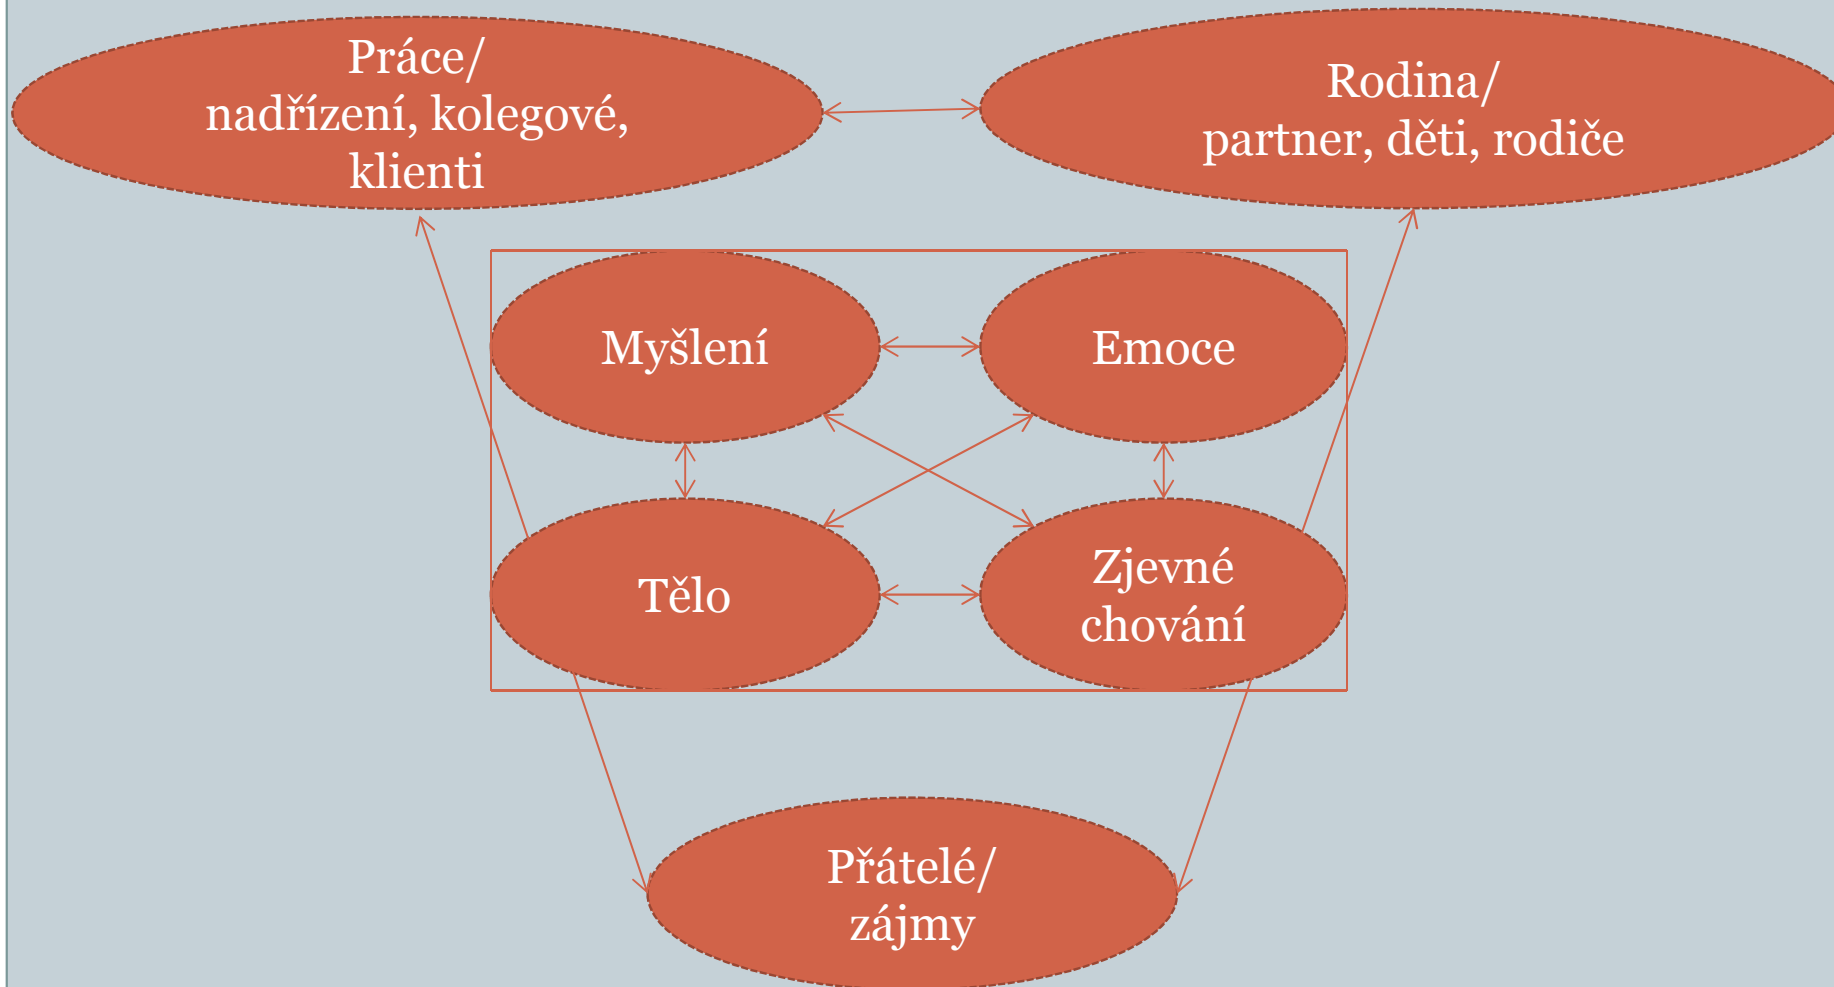 Práce/
nadřízení, kolegové,
klienti
Rodina/
partner, děti, rodiče
Myšlení
Emoce
Tělo
Zjevné
chování
Přátelé/
zájmy